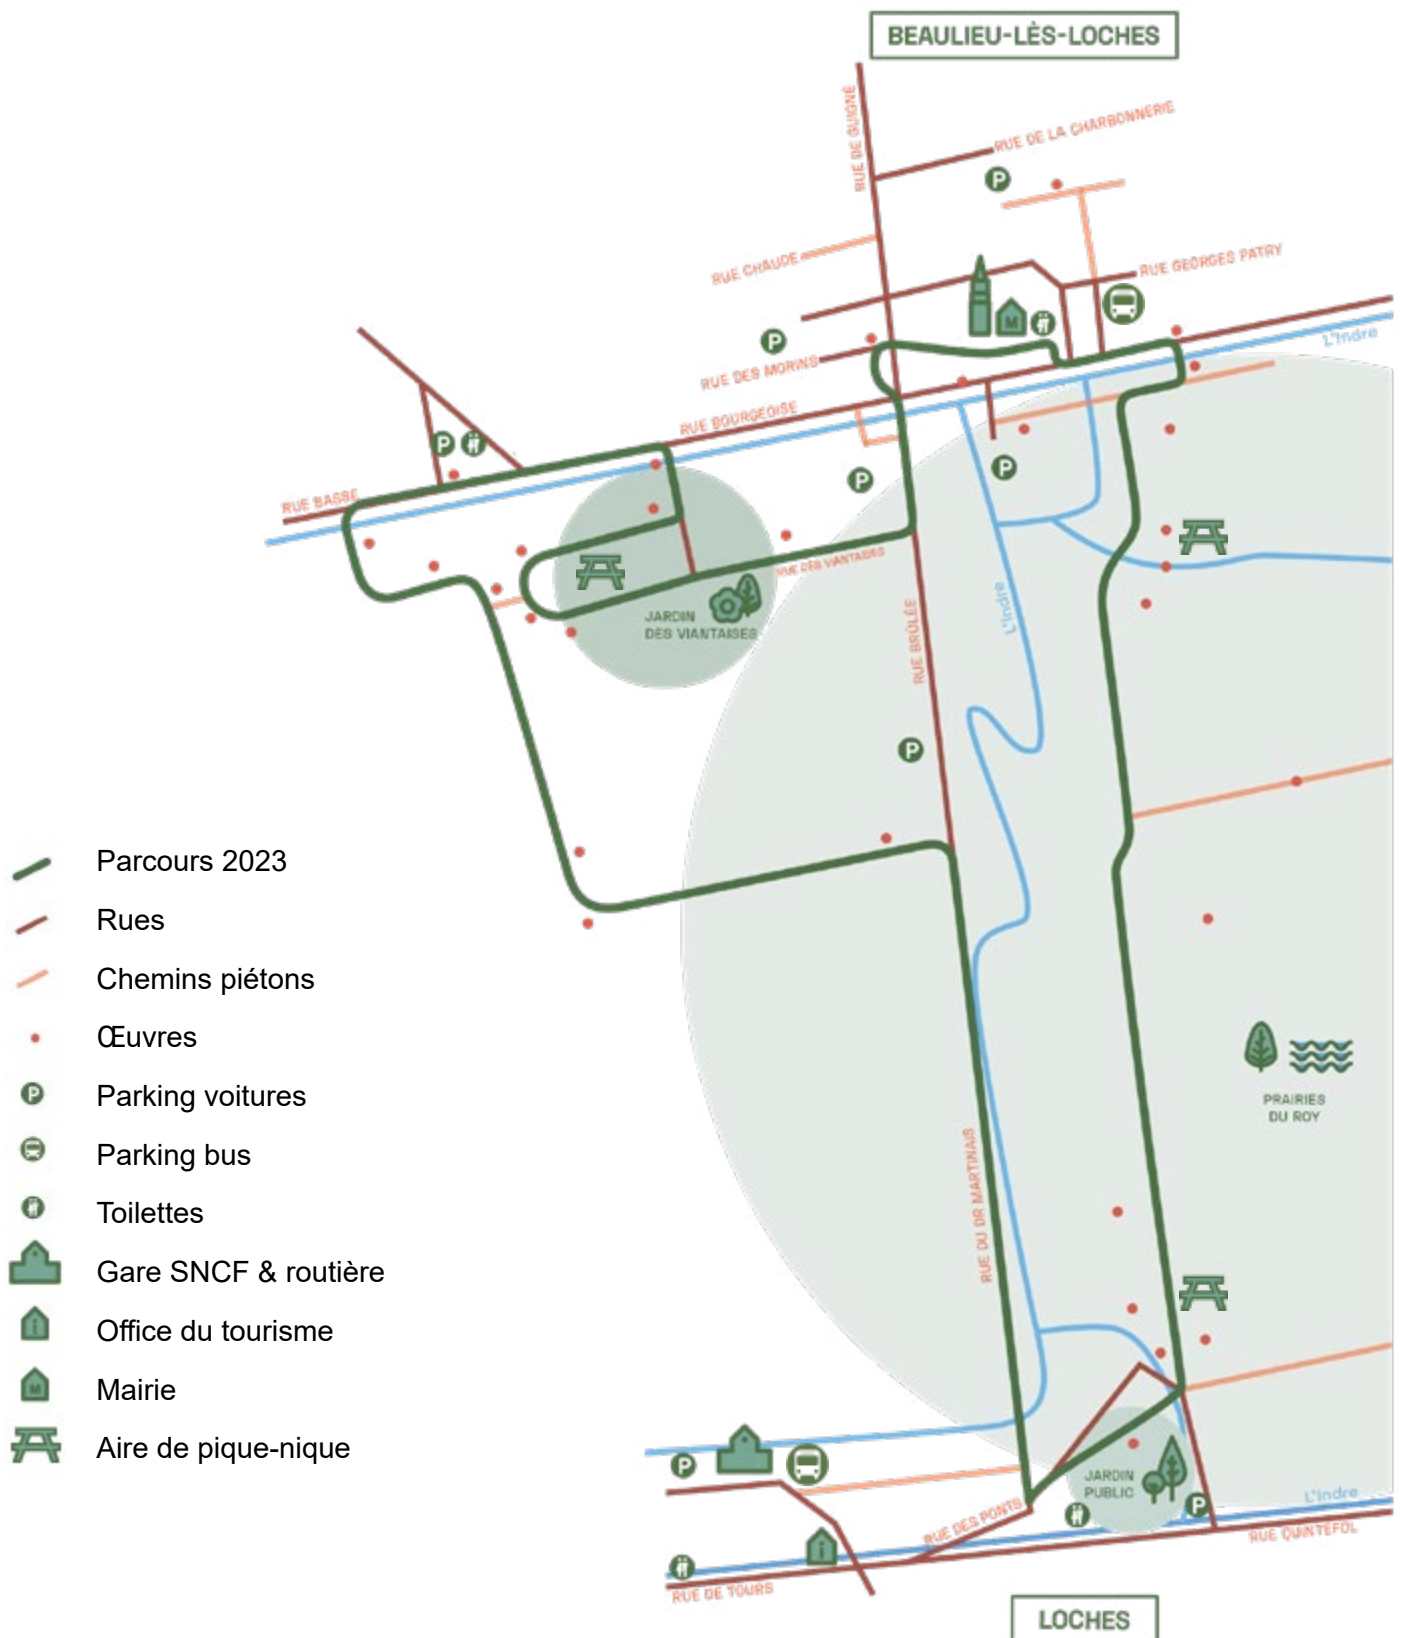 BEAULIEU-LÈS-LOCHES
RUE DE GUIGNÉ
RUE DE LA CHARBONNERIE
P
RUE CHAUDE
RUE GEORGES PATRY
M
P
L'Indre
RUE DES MORINS
RUE BOURGEOISE
P
P
P
RUE BASSE
RUE DES VIANTAISES
JARDIN
DES VIANTAISES
L'Indre
RUE BRÛLÉE
P
Parcours 2023
Rues
Chemins piétons
Œuvres
P
Parking voitures
Parking bus
Toilettes
Gare SNCF & routière
i
Office du tourisme
M
Mairie
Aire de pique-nique
PRAIRIES
DU ROY
RUE DU DR MARTINAIS
P
JARDIN
PUBLIC
P
L'Indre
RUE DES PONTS
RUE QUINTEFOL
i
RUE DE TOURS
LOCHES